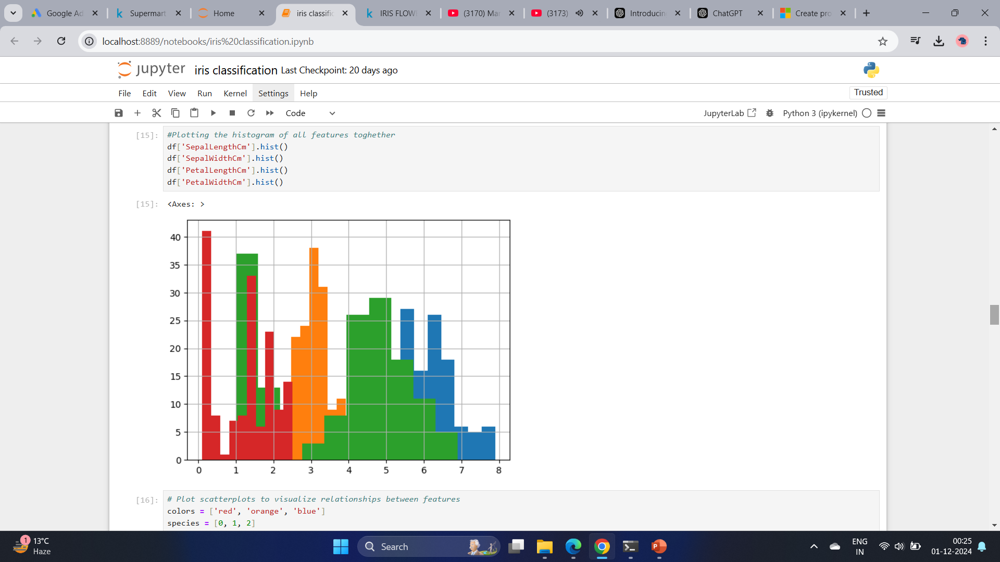 Google Ad
Supermart
Home
iris classific
IRIS FLOW
(3170) Mar
(3173)
Introducin
ChatGPT
Create pro
localhost:8889/notebooks/iris%20classification.ipynb
jupyter iris classification Last Checkpoint: 20 days ago
File Edit View Run Kernel Settings Help
Trusted
Code
JupyterLab
Python 3 (ipykernel)
[15]:
#Plotting the histogram of all features toghether
df['SepalLengthCm'].hist()
df['SepalWidthCm'].hist()
df['PetalLengthCm'].hist()
df['PetalWidthCm'].hist()
[15]: <Axes: >
40
35
30
25
20
15
10
5
0
0 1 2 3 4 5 6 7 8
[16]:
# Plot scatterplots to visualize relationships between features
colors = ['red', 'orange', 'blue']
species = [0, 1, 2]
1
13°C
Haze
Search
ENG
IN
00:25
01-12-2024